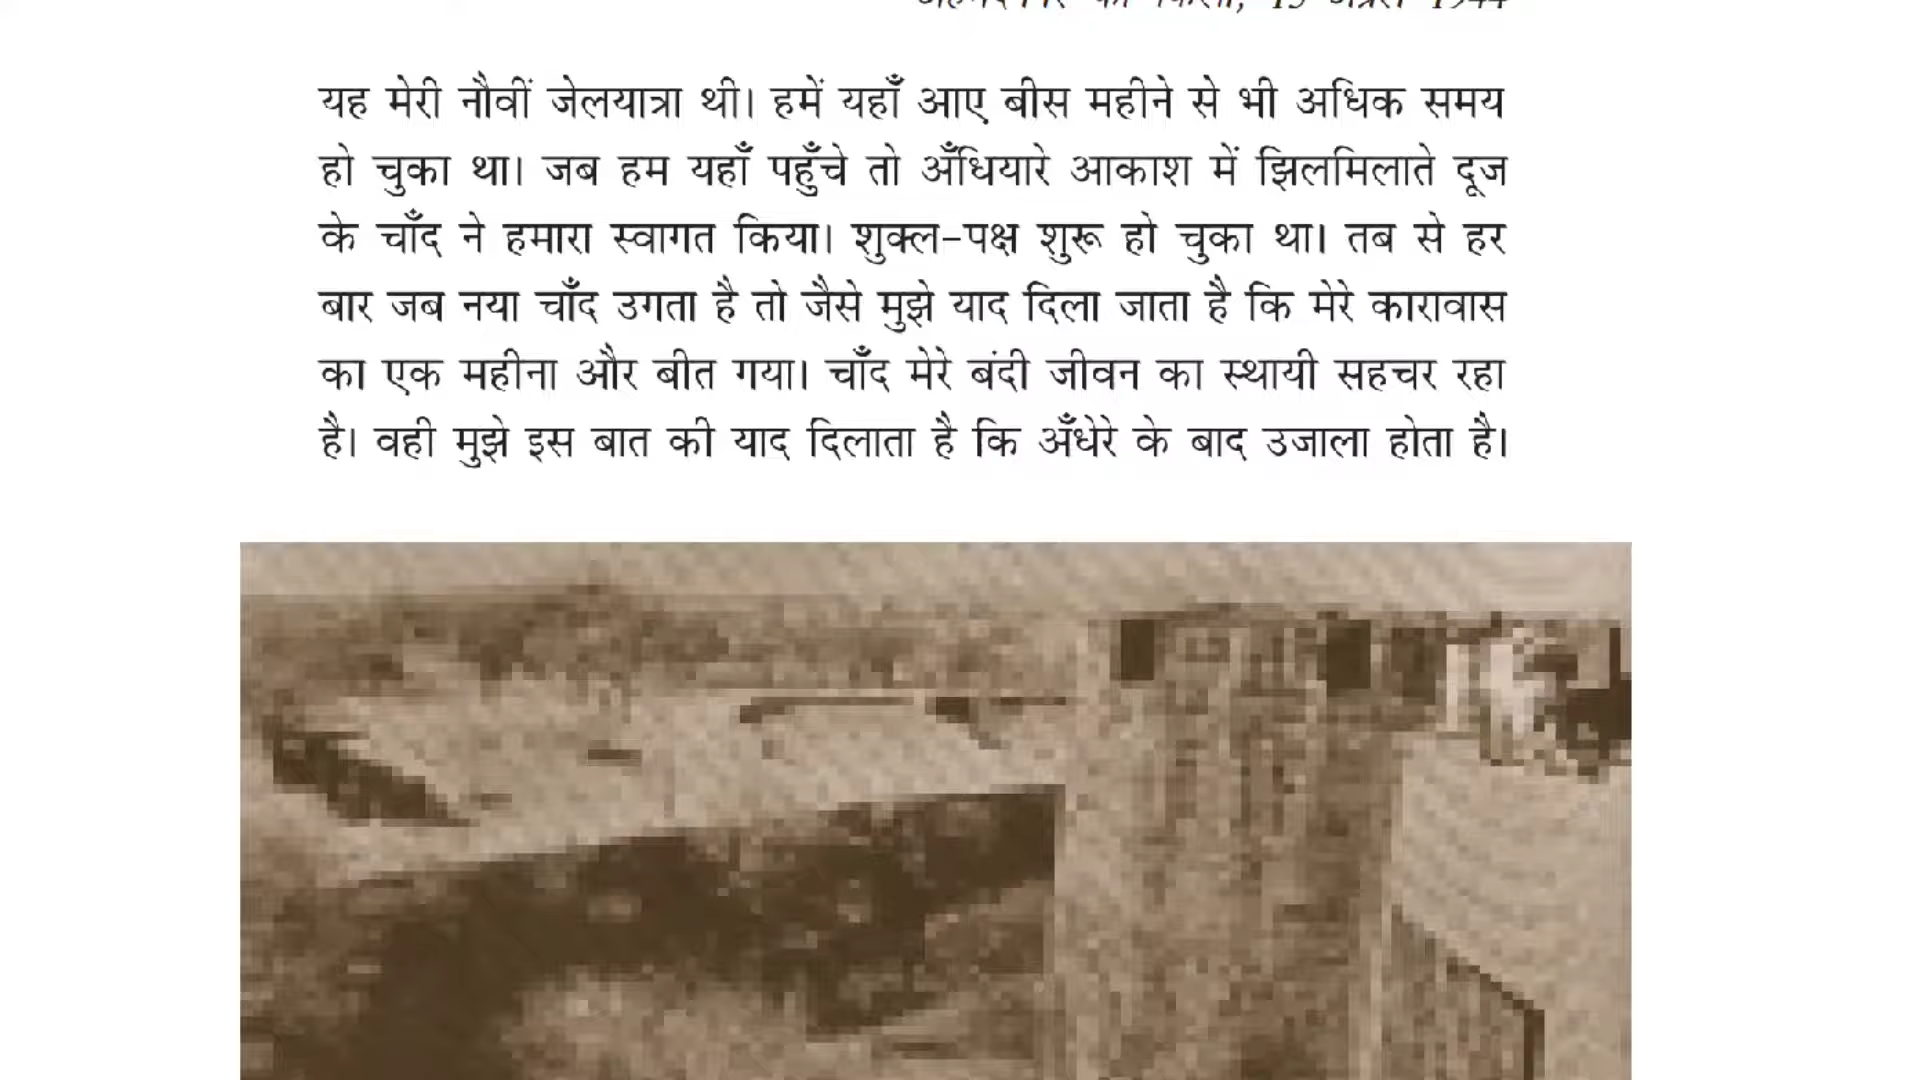 यह मेरी नौवीं जेलयात्रा थी। हमें यहाँ आए बीस महीने से भी अधिक समय
हो चुका था। जब हम यहाँ पहुँचे तो अँधियारे आकाश में झिलमिलाते दूज
के चाँद ने हमारा स्वागत किया। शुक्ल-पक्ष शुरू हो चुका था। तब से हर
बार जब नया चाँद उगता है तो जैसे मुझे याद दिला जाता है कि मेरे कारावास
का एक महीना और बीत गया। चाँद मेरे बंदी जीवन का स्थायी सहचर रहा
है। वही मुझे इस बात की याद दिलाता है कि अँधेरे के बाद उजाला होता है।